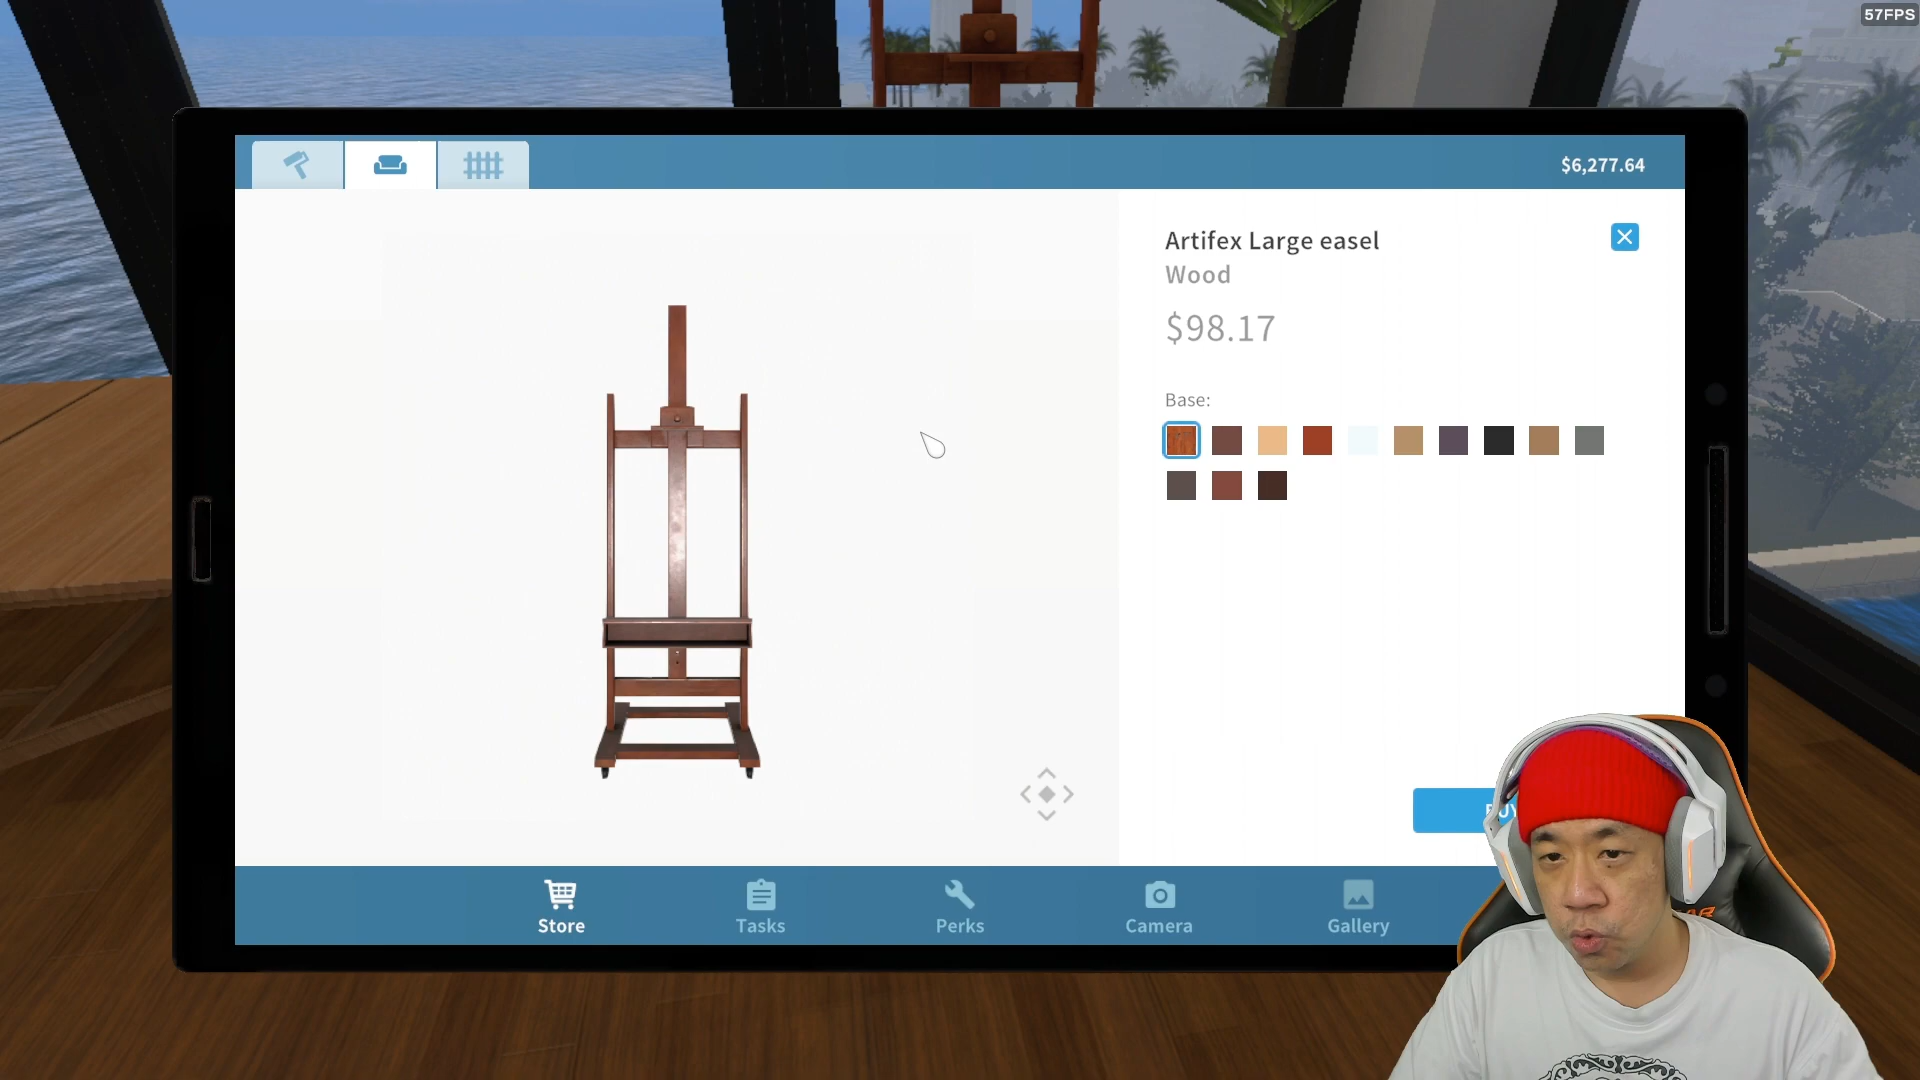 57FPS
$6,277.64
Artifex Large easel
Wood
$98.17
Base:
Store
Tasks
Perks
Camera
Gallery